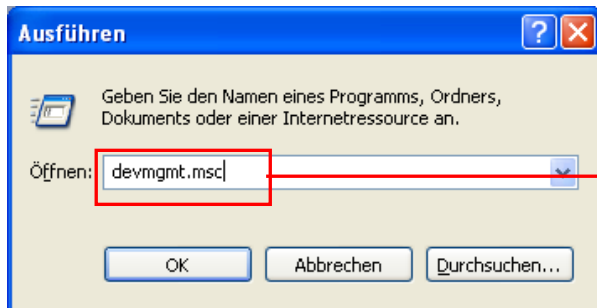 Ausführen
Geben Sie den Namen eines Programms, Ordners,
Dokuments oder einer Internetressource an.
Öffnen: devmgmt.msc
OK Abbrechen Durchsuchen...